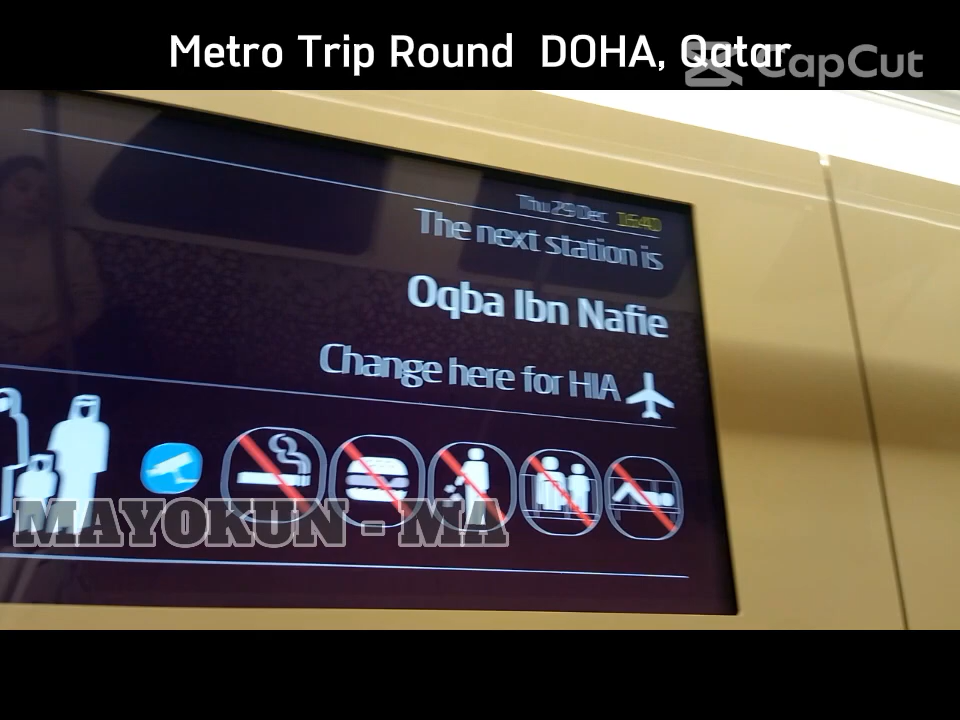 Metro Trip Round DOHA, Qatar
CapCut
Thu 29 Dec 16:40
The next station is
Oqba Ibn Nafie
Change here for HIA
MAYOKUN - MA